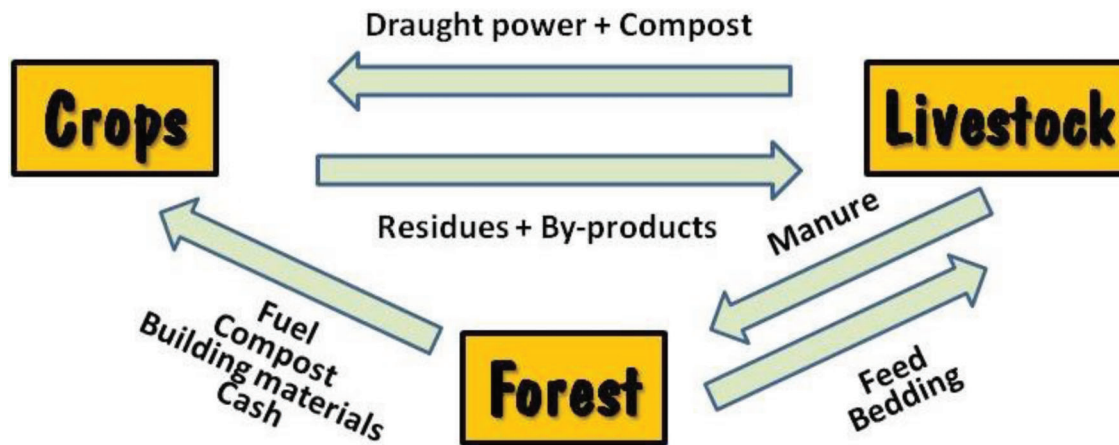 Draught power + Compost
Crops
Livestock
Residues + By-products
Manure
Fuel
Compost
Building materials
Cash
Forest
Feed
Bedding